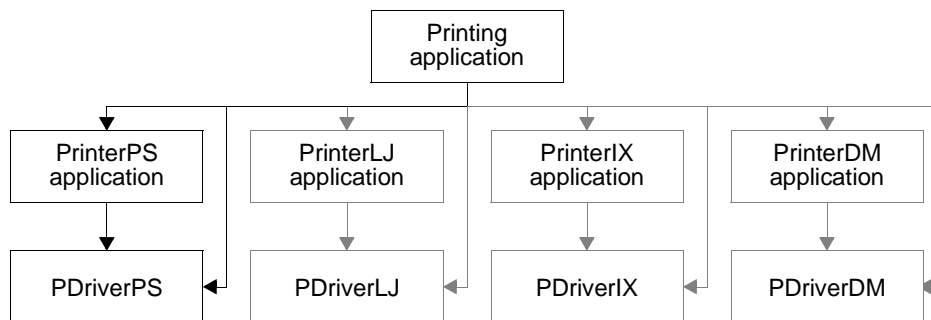 Printing
application
PrinterPS
application
PrinterLJ
application
PrinterIX
application
PrinterDM
application
PDriverPS
PDriverLJ
PDriverIX
PDriverDM